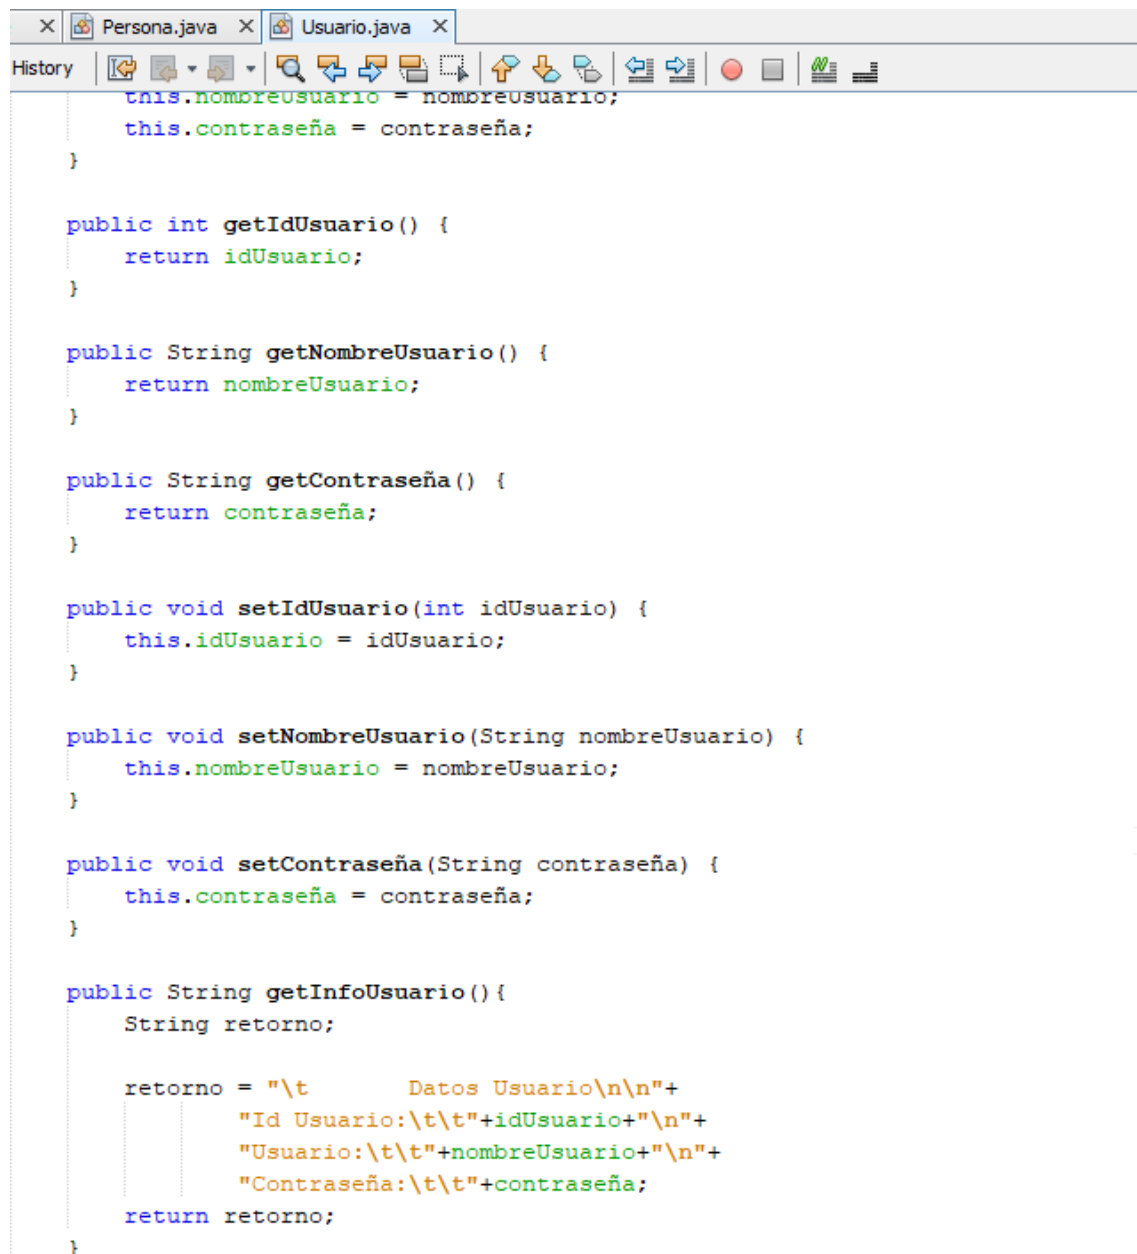 Persona.java
Usuario.java
History
this.nombreUsuario = nombreUsuario;
this.contraseña = contraseña;
}
public int getIdUsuario() {
return idUsuario;
}
public String getNombreUsuario() {
return nombreUsuario;
}
public String getContraseña() {
return contraseña;
}
public void setIdUsuario(int idUsuario) {
this.idUsuario = idUsuario;
}
public void setNombreUsuario(String nombreUsuario) {
this.nombreUsuario = nombreUsuario;
}
public void setContraseña(String contraseña) {
this.contraseña = contraseña;
}
public String getInfoUsuario(){
String retorno;
retorno = "\t       Datos Usuario\n\n"+
"Id Usuario:\t\t"+idUsuario+"\n"+
"Usuario:\t\t"+nombreUsuario+"\n"+
"Contraseña:\t\t"+contraseña;
return retorno;
}